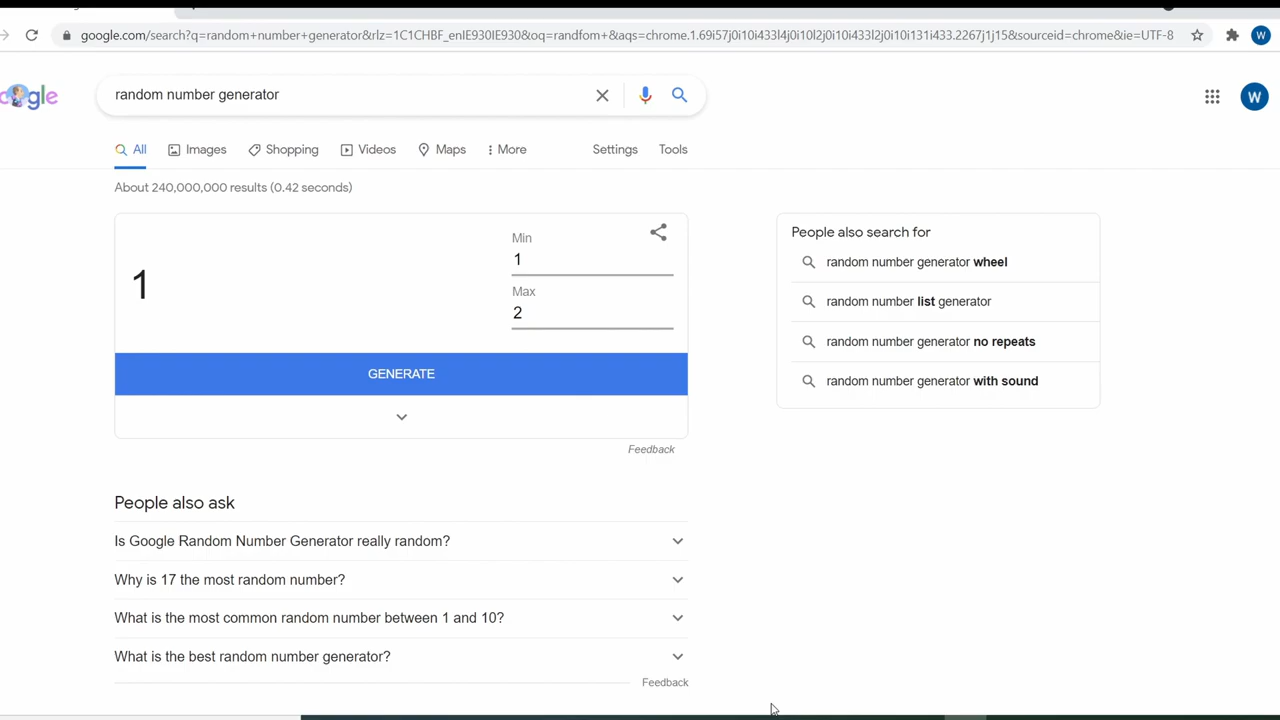 google.com/search?q=random+number+generator&rlz=1C1CHBF_enIE930IE930&oq=randfom+&aqs=chrome.1.69i57j0i10i433l4j0i10l2j0i10i433l2j0i10i131i433.2267j1j15&sourceid=chrome&ie=UTF-8
W
random number generator
W
All
Images
Shopping
Videos
Maps
More
Settings
Tools
About 240,000,000 results (0.42 seconds)
1
Min
1
Max
2
GENERATE
Feedback
People also search for
random number generator wheel
random number list generator
random number generator no repeats
random number generator with sound
People also ask
Is Google Random Number Generator really random?
Why is 17 the most random number?
What is the most common random number between 1 and 10?
What is the best random number generator?
Feedback